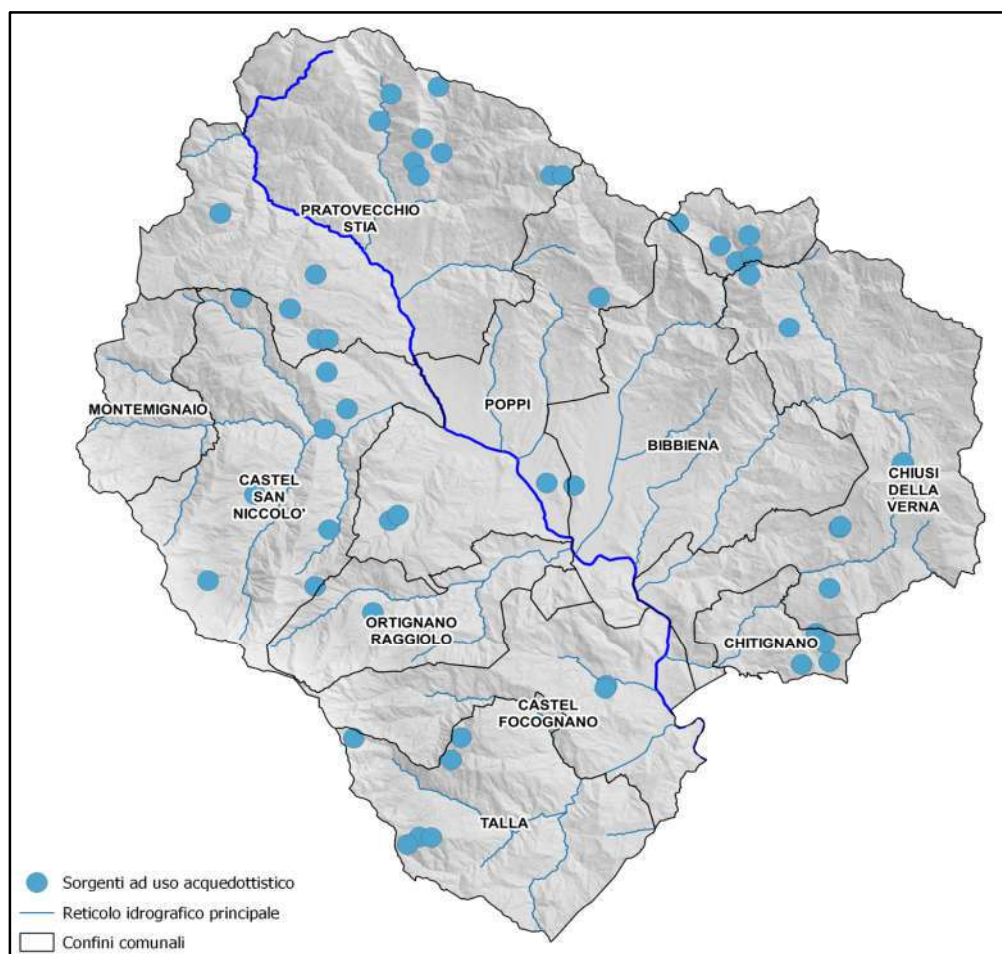 PRATOVECCHIO
STIA
MONTEMIGNAIO
POPPI
BIBBIENA
CASTEL
SAN
NICCOLO'
CHIUSI
DELLA
VERNA
ORTIGNANO
RAGGIOLO
CHITIGNANO
CASTEL
FOCOGNANO
TALLA
Sorgenti ad uso acquedottistico
Reticolo idrografico principale
Confini comunali